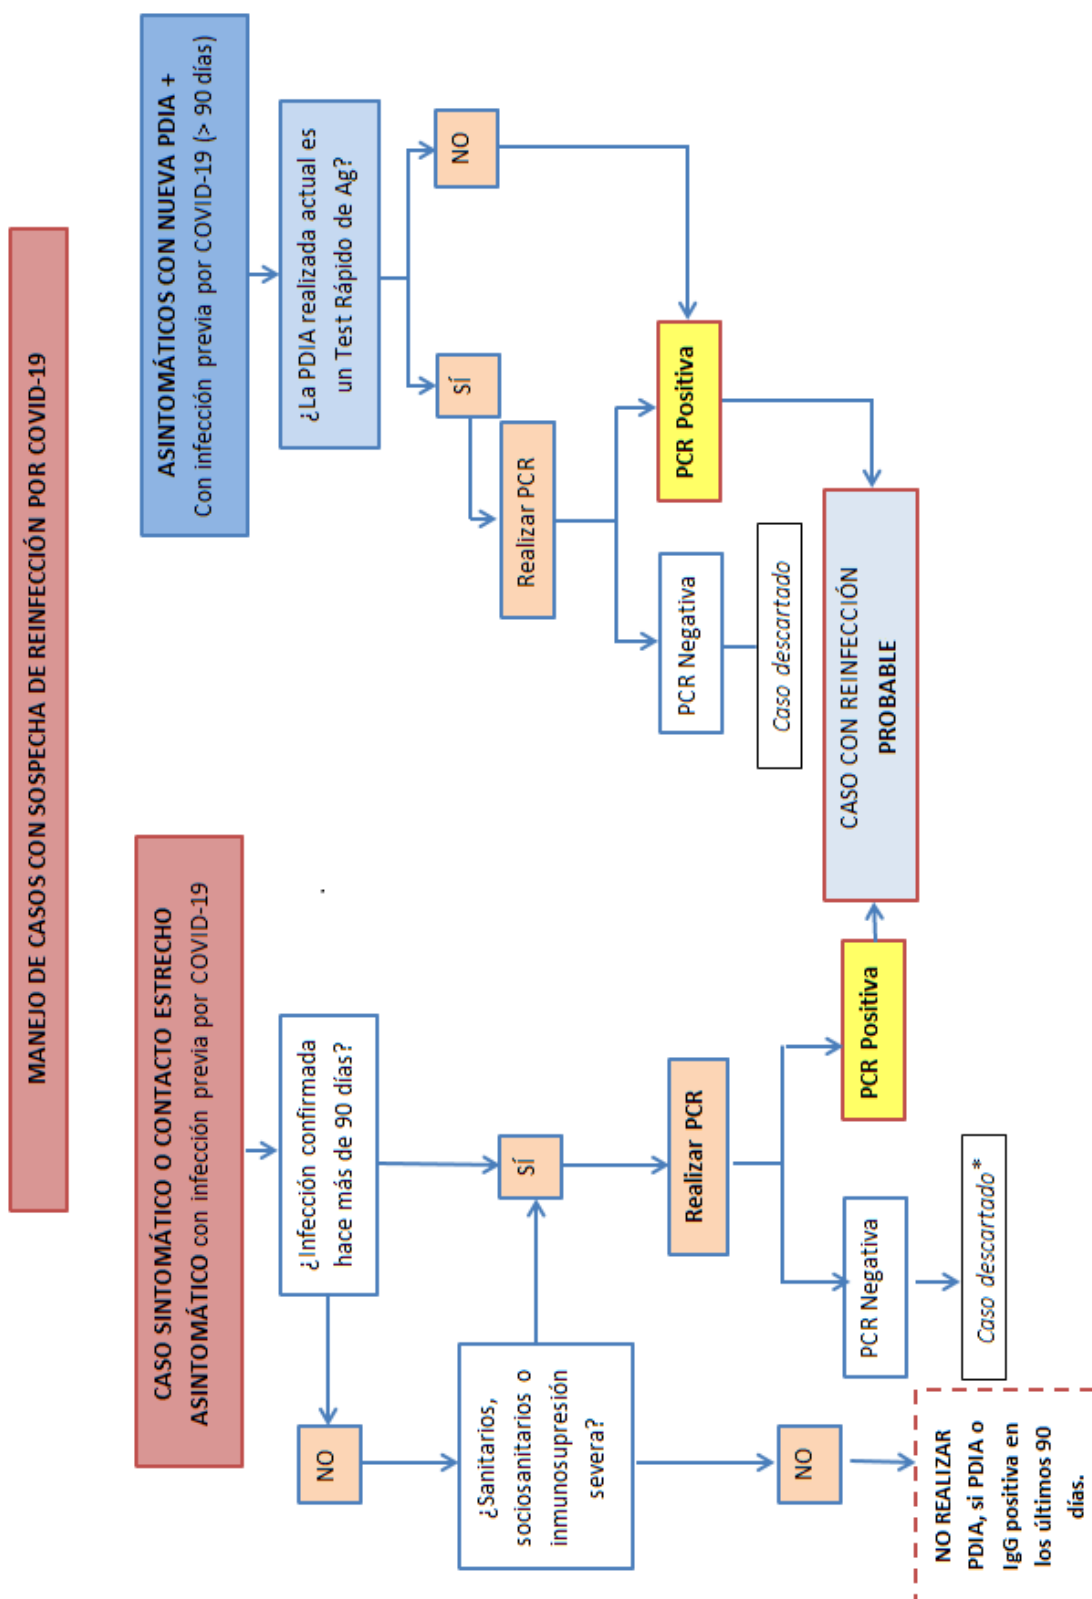 MANEJO DE CASOS CON SOSPECHA DE REINFECCIÓN POR COVID-19
CASO SINTOMÁTICO O CONTACTO ESTRECHO
ASINTOMÁTICO con infección previa por COVID-19
¿Infección confirmada
hace más de 90 días?
NO
¿Sanitarios,
sociosanitarios o
inmunosupresión
severa?
SÍ
NO
NO REALIZAR
PDIA, si PDIA o
IgG positiva en
los últimos 90
días.
Realizar PCR
PCR Negativa
Caso descartado*
PCR Positiva
ASINTOMÁTICOS CON NUEVA PDIA +
Con infección previa por COVID-19 (> 90 días)
¿La PDIA realizada actual es
un Test Rápido de Ag?
SÍ
NO
Realizar PCR
PCR Negativa
Caso descartado
PCR Positiva
CASO CON REINFECCIÓN
PROBABLE